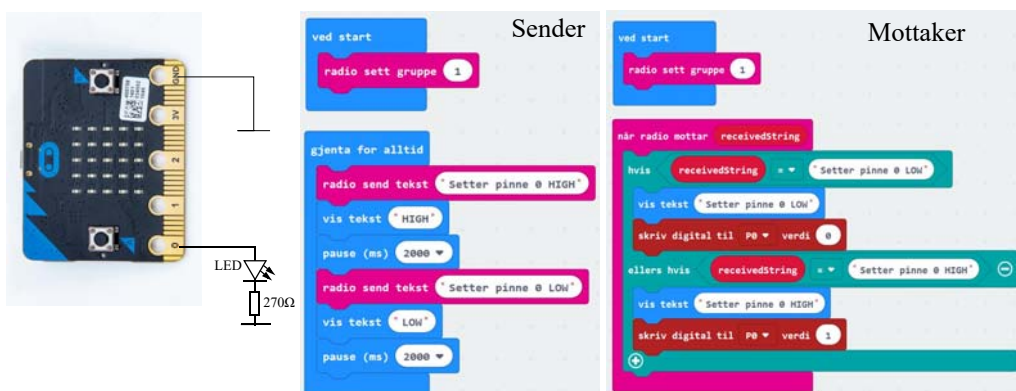 GND
3V
2
1
0
LED
270Ω
Sender
ved start
radio sett gruppe 1
gjenta for alltid
radio send tekst "Setter pinne 0 HIGH"
vis tekst "HIGH"
pause (ms) 2000
radio send tekst "Setter pinne 0 LOW"
vis tekst "LOW"
pause (ms) 2000
Mottaker
ved start
radio sett gruppe 1
når radio mottar receivedString
hvis receivedString = "Setter pinne 0 LOW"
vis tekst "Setter pinne 0 LOW"
skriv digital til P0 verdi 0
ellers hvis receivedString = "Setter pinne 0 HIGH"
vis tekst "Setter pinne 0 HIGH"
skriv digital til P0 verdi 1